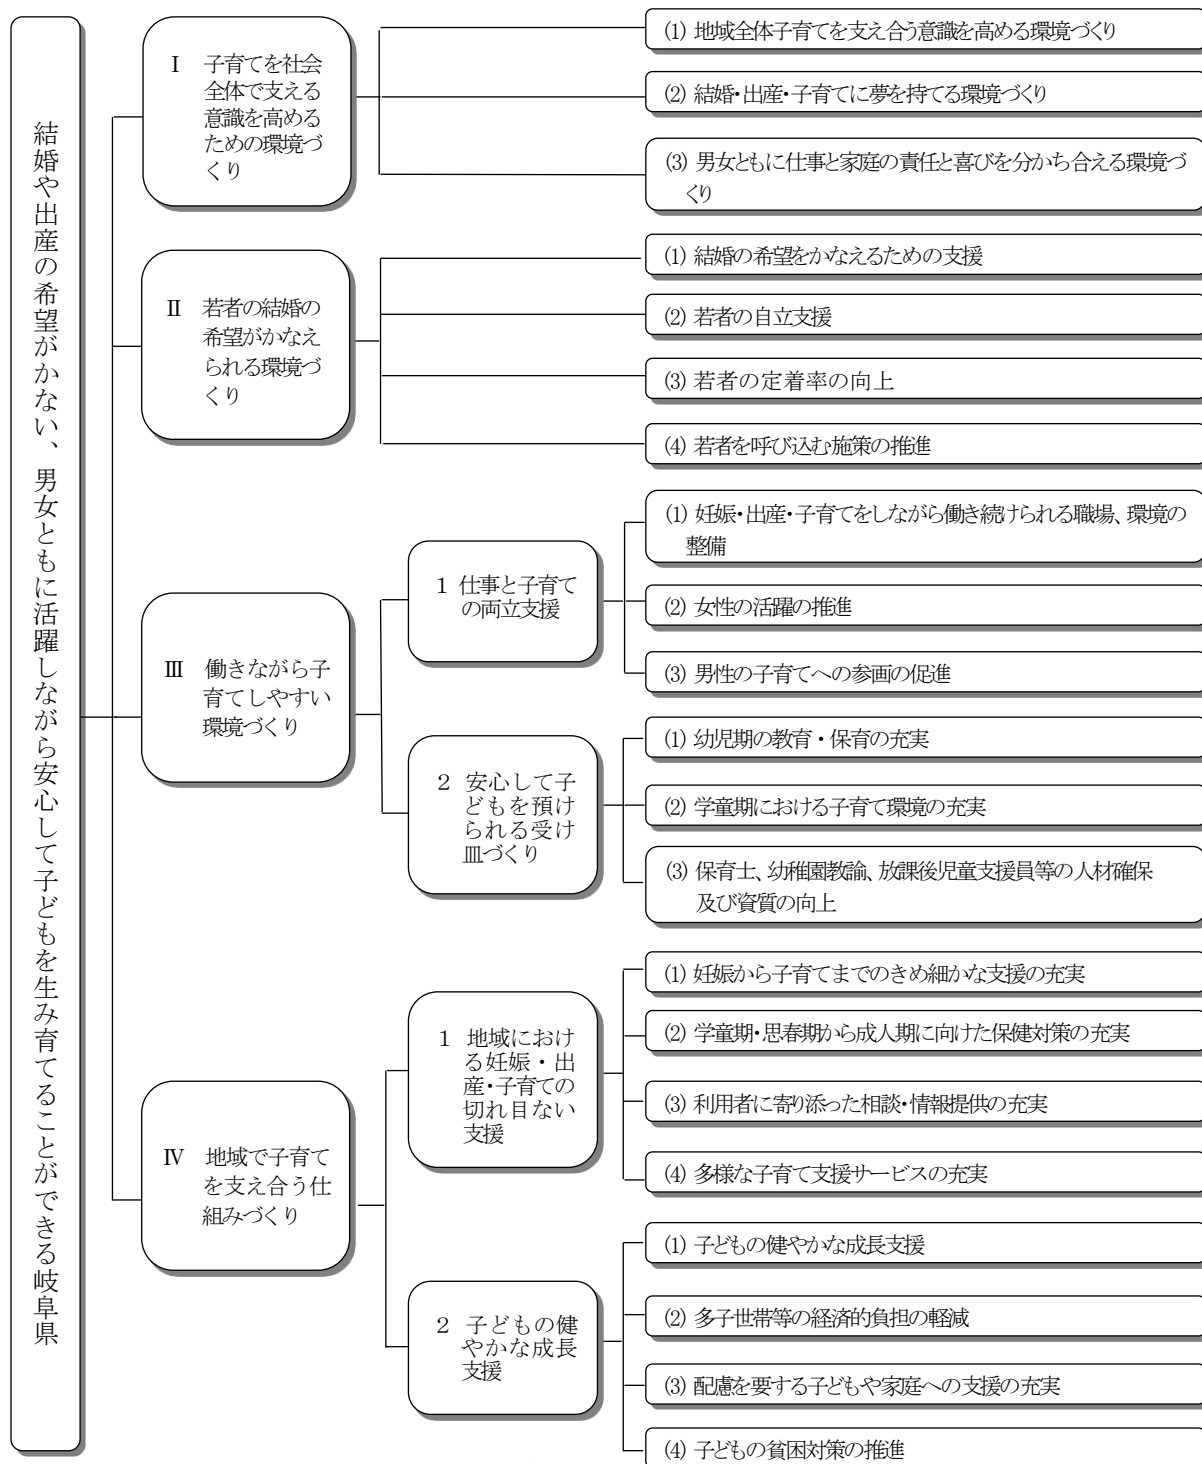 結婚や出産の希望がかない、男女ともに活躍しながら安心して子どもを生み育てることができる岐阜県
Ⅰ 子育てを社会
全体で支える
意識を高める
ための環境づ
くり
(1) 地域全体子育てを支え合う意識を高める環境づくり
(2) 結婚・出産・子育てに夢を持てる環境づくり
(3) 男女ともに仕事と家庭の責任と喜びを分かち合える環境づ
くり
Ⅱ 若者の結婚の
希望がかなえ
られる環境づ
くり
(1) 結婚の希望をかなえるための支援
(2) 若者の自立支援
(3) 若者の定着率の向上
(4) 若者を呼び込む施策の推進
Ⅲ 働きながら子
育てしやすい
環境づくり
1 仕事と子育て
の両立支援
(1) 妊娠・出産・子育てをしながら働き続けられる職場、環境の
整備
(2) 女性の活躍の推進
(3) 男性の子育てへの参画の促進
2 安心して子
どもを預け
られる受け
皿づくり
(1) 幼児期の教育・保育の充実
(2) 学童期における子育て環境の充実
(3) 保育士、幼稚園教諭、放課後児童支援員等の人材確保
及び資質の向上
Ⅳ 地域で子育て
を支え合う仕
組みづくり
1 地域におけ
る妊娠・出
産・子育ての
切れ目ない
支援
(1) 妊娠から子育てまでのきめ細かな支援の充実
(2) 学童期・思春期から成人期に向けた保健対策の充実
(3) 利用者に寄り添った相談・情報提供の充実
(4) 多様な子育て支援サービスの充実
2 子どもの健
やかな成長
支援
(1) 子どもの健やかな成長支援
(2) 多子世帯等の経済的負担の軽減
(3) 配慮を要する子どもや家庭への支援の充実
(4) 子どもの貧困対策の推進